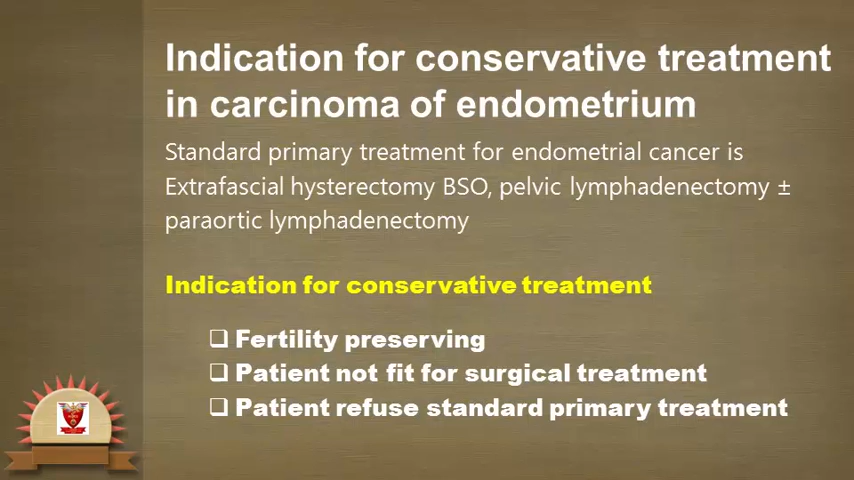 Indication for conservative treatment
in carcinoma of endometrium
Standard primary treatment for endometrial cancer is
Extrafascial hysterectomy BSO, pelvic lymphadenectomy ±
paraortic lymphadenectomy
Indication for conservative treatment
❑ Fertility preserving
❑ Patient not fit for surgical treatment
❑ Patient refuse standard primary treatment